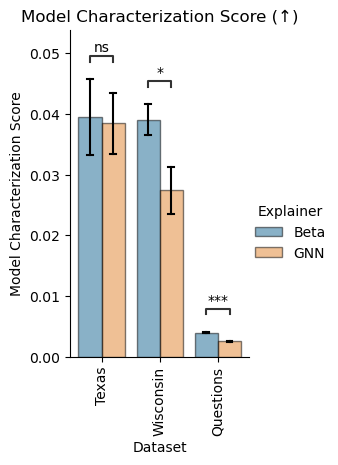 Model Characterization Score (↑)
Model Characterization Score
0.05
0.04
0.03
0.02
0.01
0.00
ns
*
***
Texas
Wisconsin
Questions
Dataset
Explainer
Beta
GNN